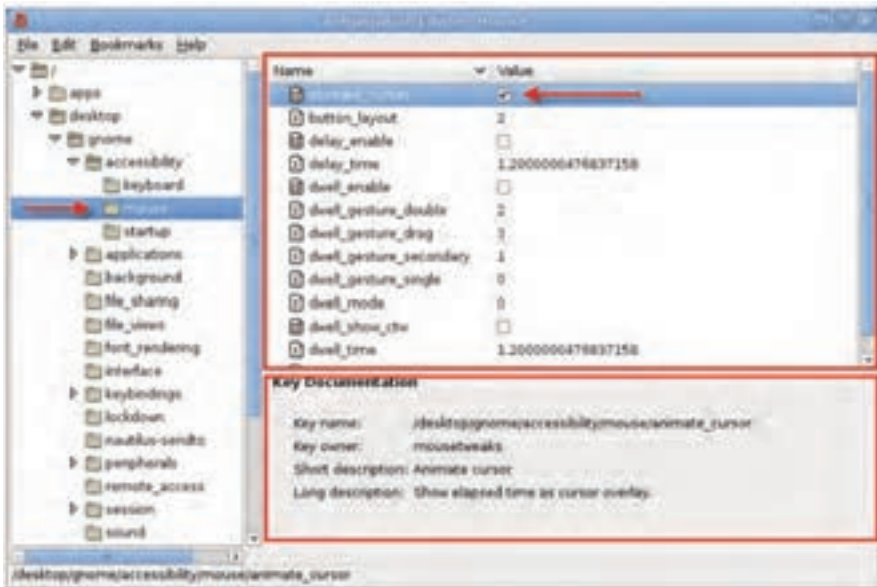 File Edit Bookmarks Help
/
apps
desktop
gnome
accessibility
keyboard
mouse
startup
applications
background
file_sharing
file_views
font_rendering
interface
keybindings
lockdown
nautilus-sendto
peripherals
remote_access
session
sound
Name Value
animate_cursor
button_layout 2
delay_enable
delay_time 1.2000000476837158
dwell_enable
dwell_gesture_double 2
dwell_gesture_drag 3
dwell_gesture_secondary 1
dwell_gesture_single 0
dwell_mode 0
dwell_show_ctw
dwell_time 1.2000000476837158
Key Documentation
Key name: /desktop/gnome/accessibility/mouse/animate_cursor
Key owner: mousetweaks
Short description: Animate cursor
Long description: Show elapsed time as cursor overlay.
/desktop/gnome/accessibility/mouse/animate_cursor